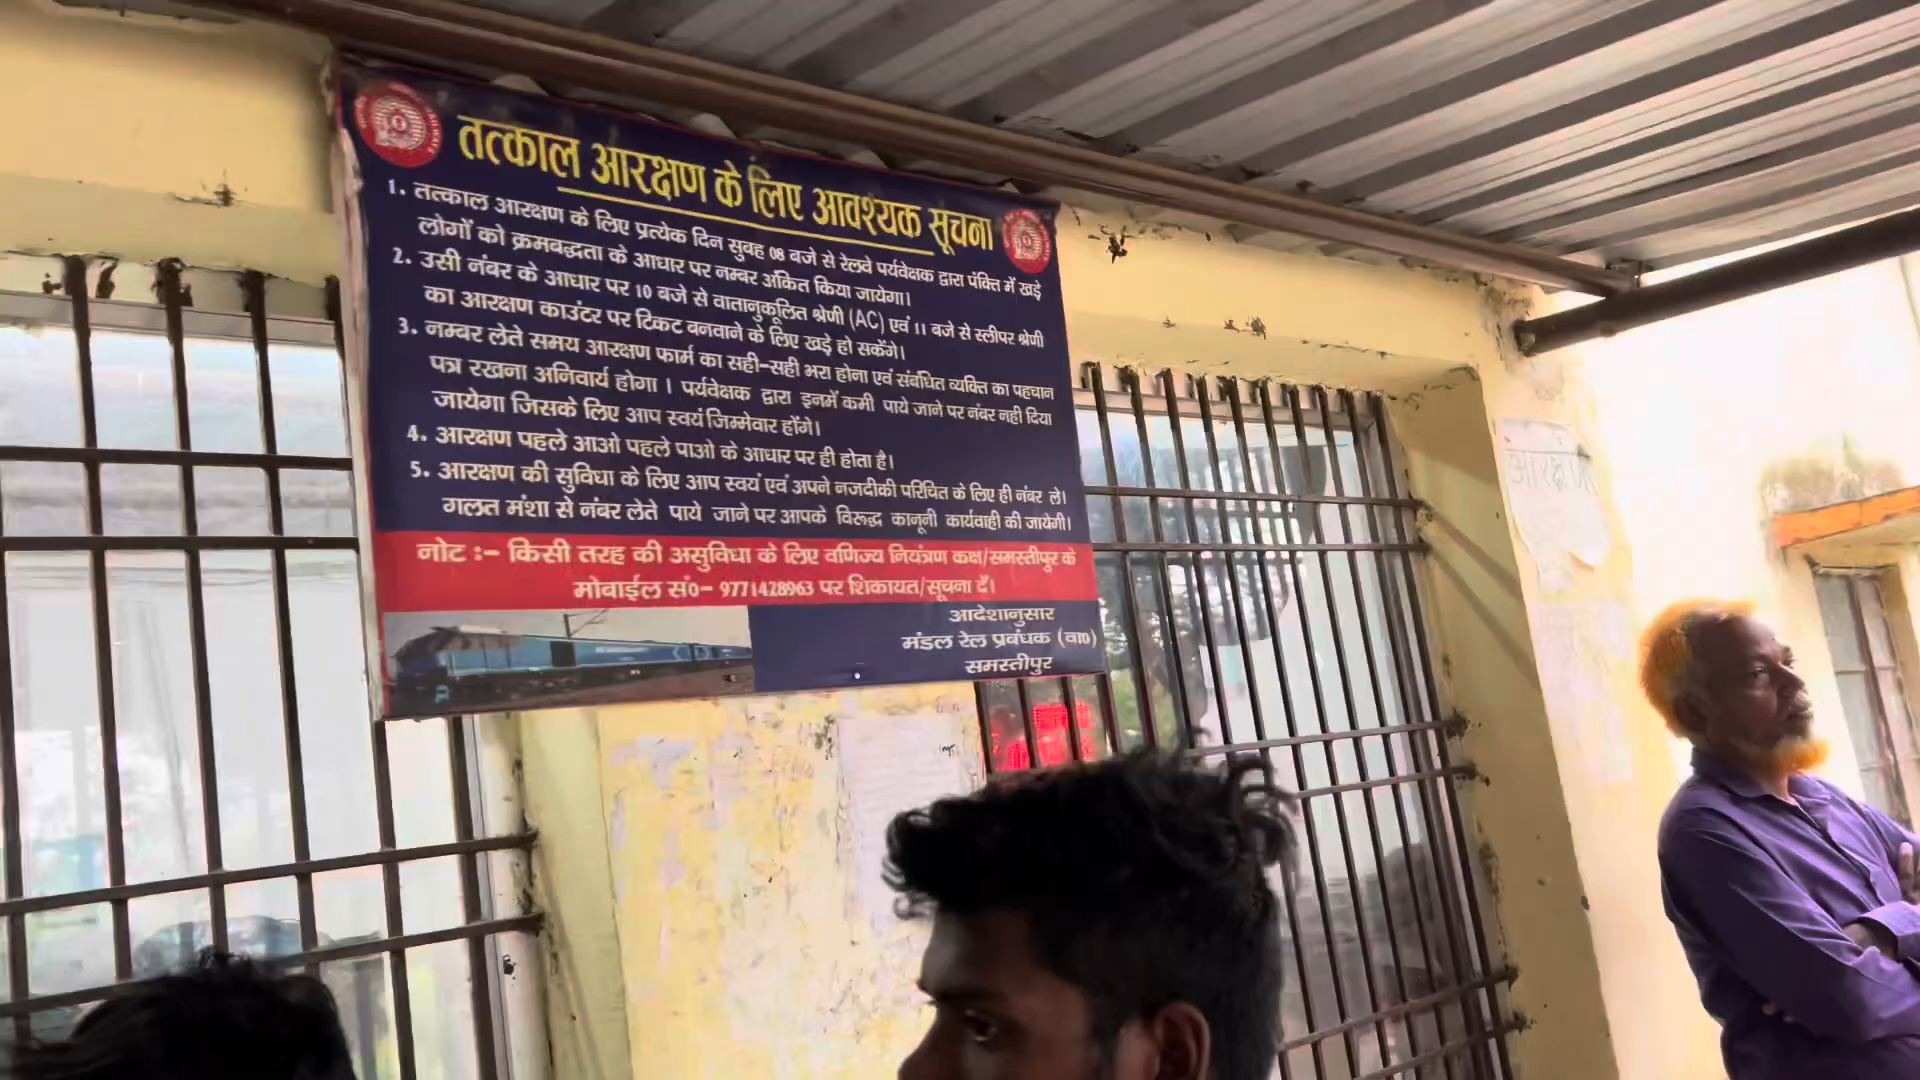 तत्काल आरक्षण के लिए आवश्यक सूचना
1. तत्काल आरक्षण के लिए प्रत्येक दिन सुबह 08 बजे से रेलवे पर्यवेक्षक द्वारा पंक्ति में खड़े
लोगों को क्रमबद्धता के आधार पर नम्बर अंकित किया जायेगा।
2. उसी नंबर के आधार पर 10 बजे से वातानुकूलित श्रेणी (AC) एवं 11 बजे से स्लीपर श्रेणी
का आरक्षण काउंटर पर टिकट बनवाने के लिए खड़े हो सकेंगे।
3. नम्बर लेते समय आरक्षण फार्म का सही-सही भरा होना एवं संबंधित व्यक्ति का पहचान
पत्र रखना अनिवार्य होगा । पर्यवेक्षक द्वारा इनमें कमी पाये जाने पर नंबर नही दिया
जायेगा जिसके लिए आप स्वयं जिम्मेवार होंगे।
4. आरक्षण पहले आओ पहले पाओ के आधार पर ही होता है।
5. आरक्षण की सुविधा के लिए आप स्वयं एवं अपने नजदीकी परिचित के लिए ही नंबर ले।
गलत मंशा से नंबर लेते पाये जाने पर आपके विरूद्ध कानूनी कार्यवाही की जायेगी।
नोट :- किसी तरह की असुविधा के लिए वणिज्य नियंत्रण कक्ष/समस्तीपुर के
मोबाईल सं०- 9771428963 पर शिकायत/सूचना दें।
आदेशानुसार
मंडल रेल प्रबंधक (वा०)
समस्तीपुर